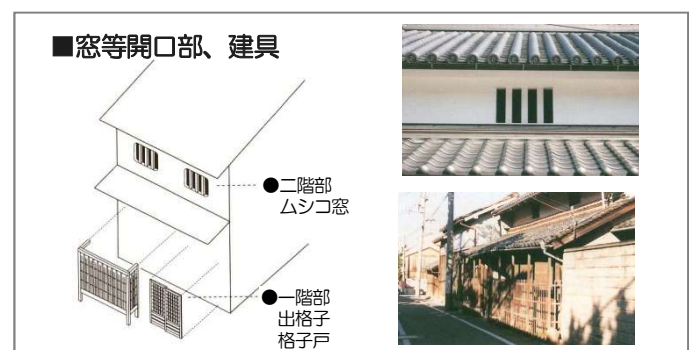 ■窓等開口部、建具
●二階部
ムシコ窓
●一階部
出格子
格子戸